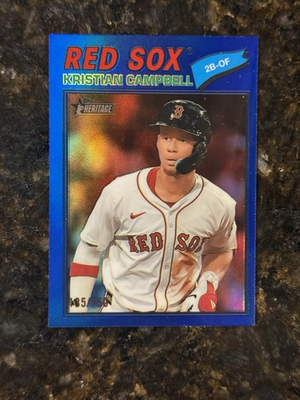 RED SOX
KRISTIAN CAMPBELL
2B-OF
HERITAGE
B
RED SOX